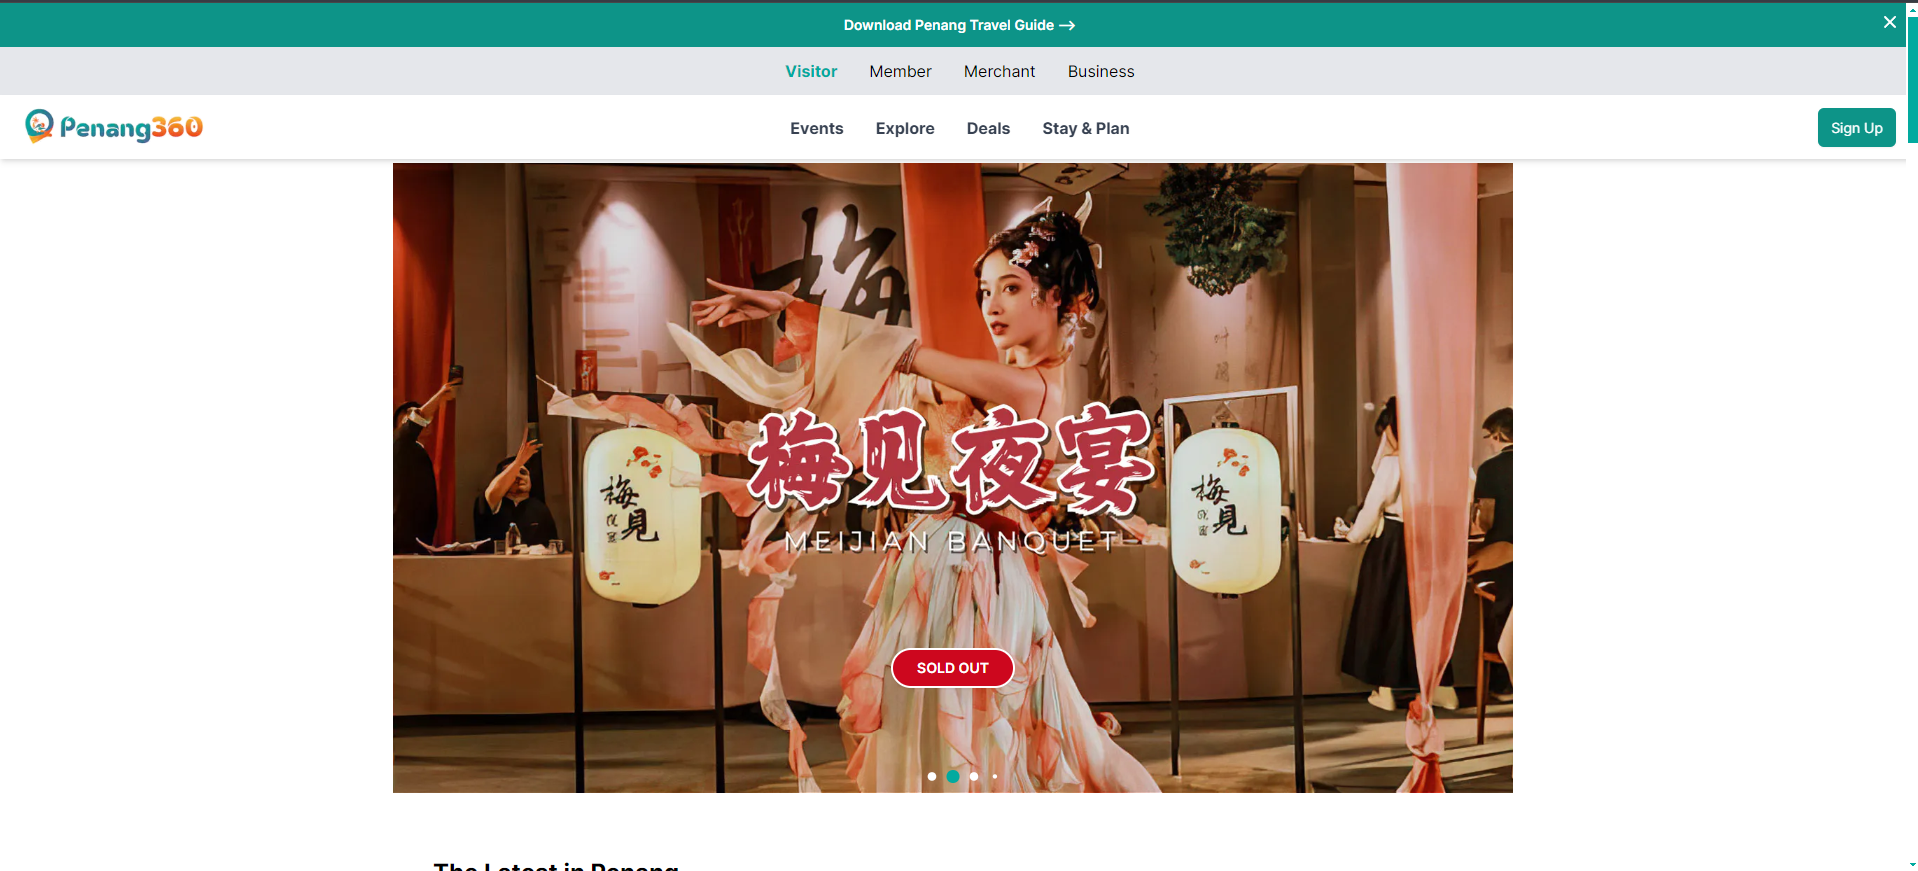 Download Penang Travel Guide →
Visitor Member Merchant Business
Penang360
Events Explore Deals Stay & Plan
Sign Up
梅
梅見
梅見
梅见夜宴
MEIJIAN BANQUET
SOLD OUT
The Latest in Penang